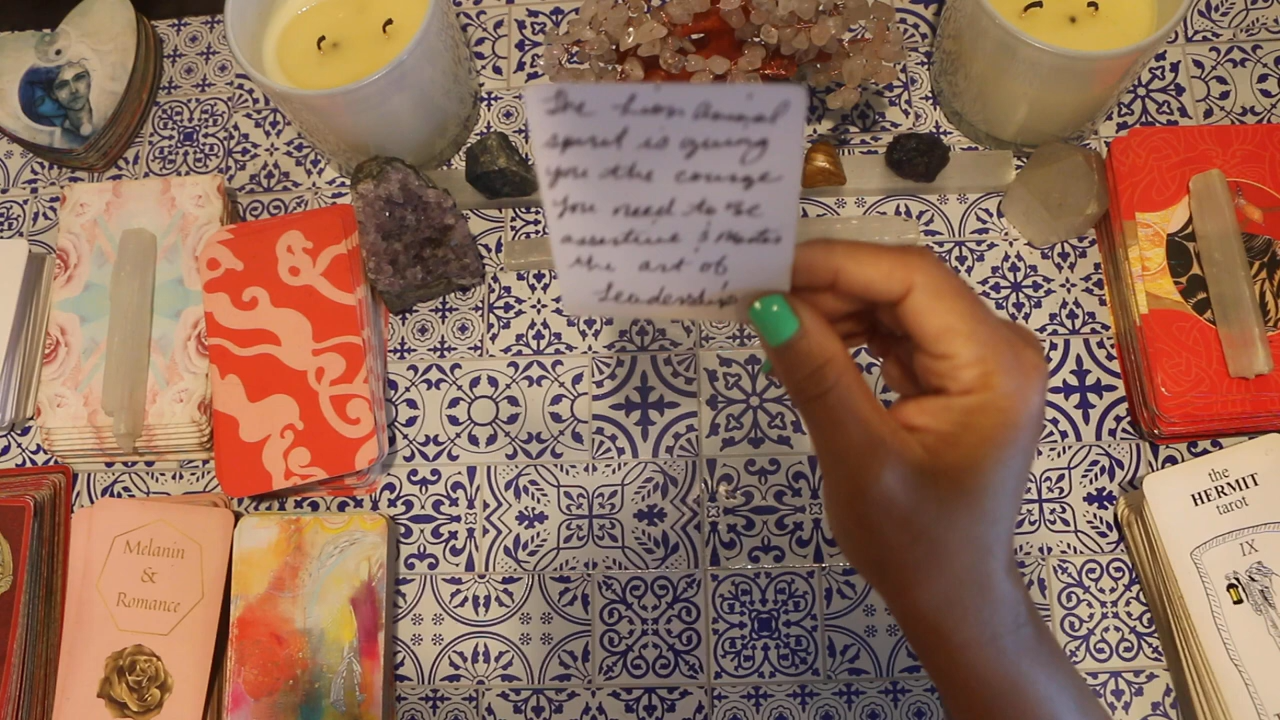 The Lion Animal
spirit is giving
you the courage
you need to be
assertive & master
the art of
Leadership
Melanin
&
Romance
the
HERMIT
tarot
IX